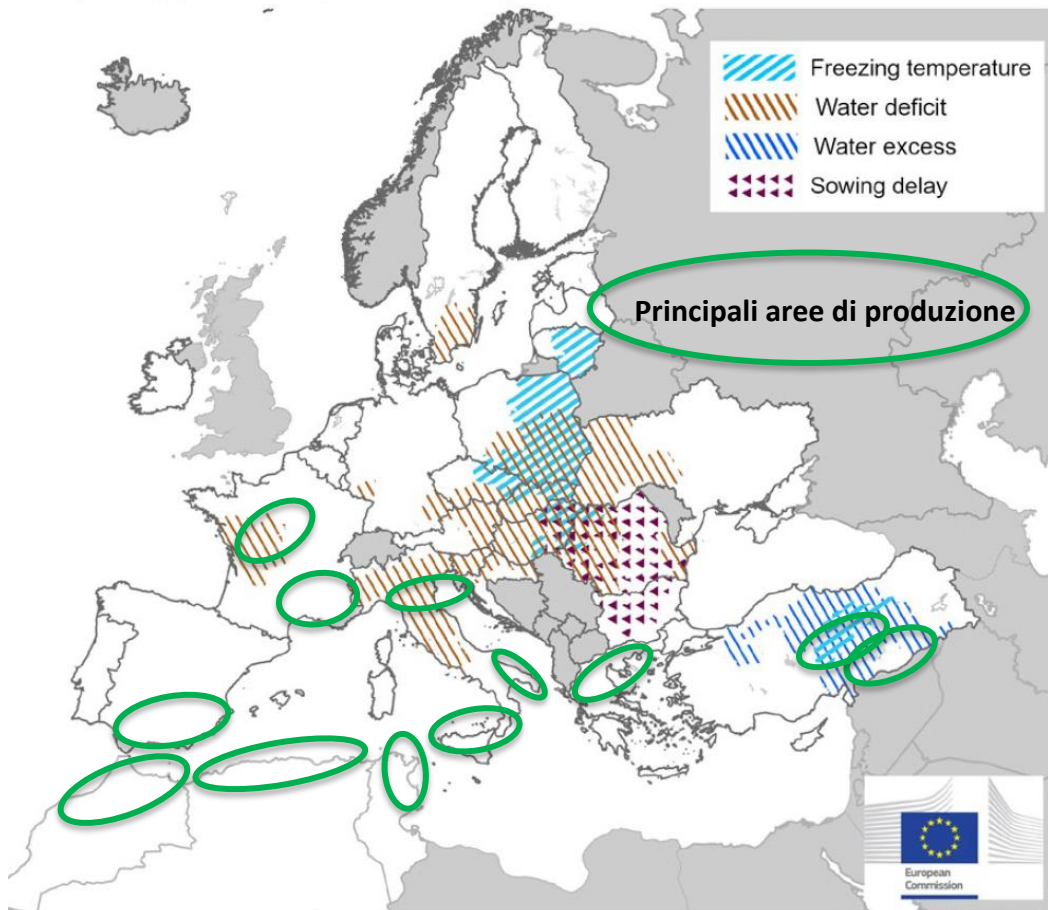 Freezing temperature
Water deficit
Water excess
Sowing delay
Principali aree di produzione
European
Commission